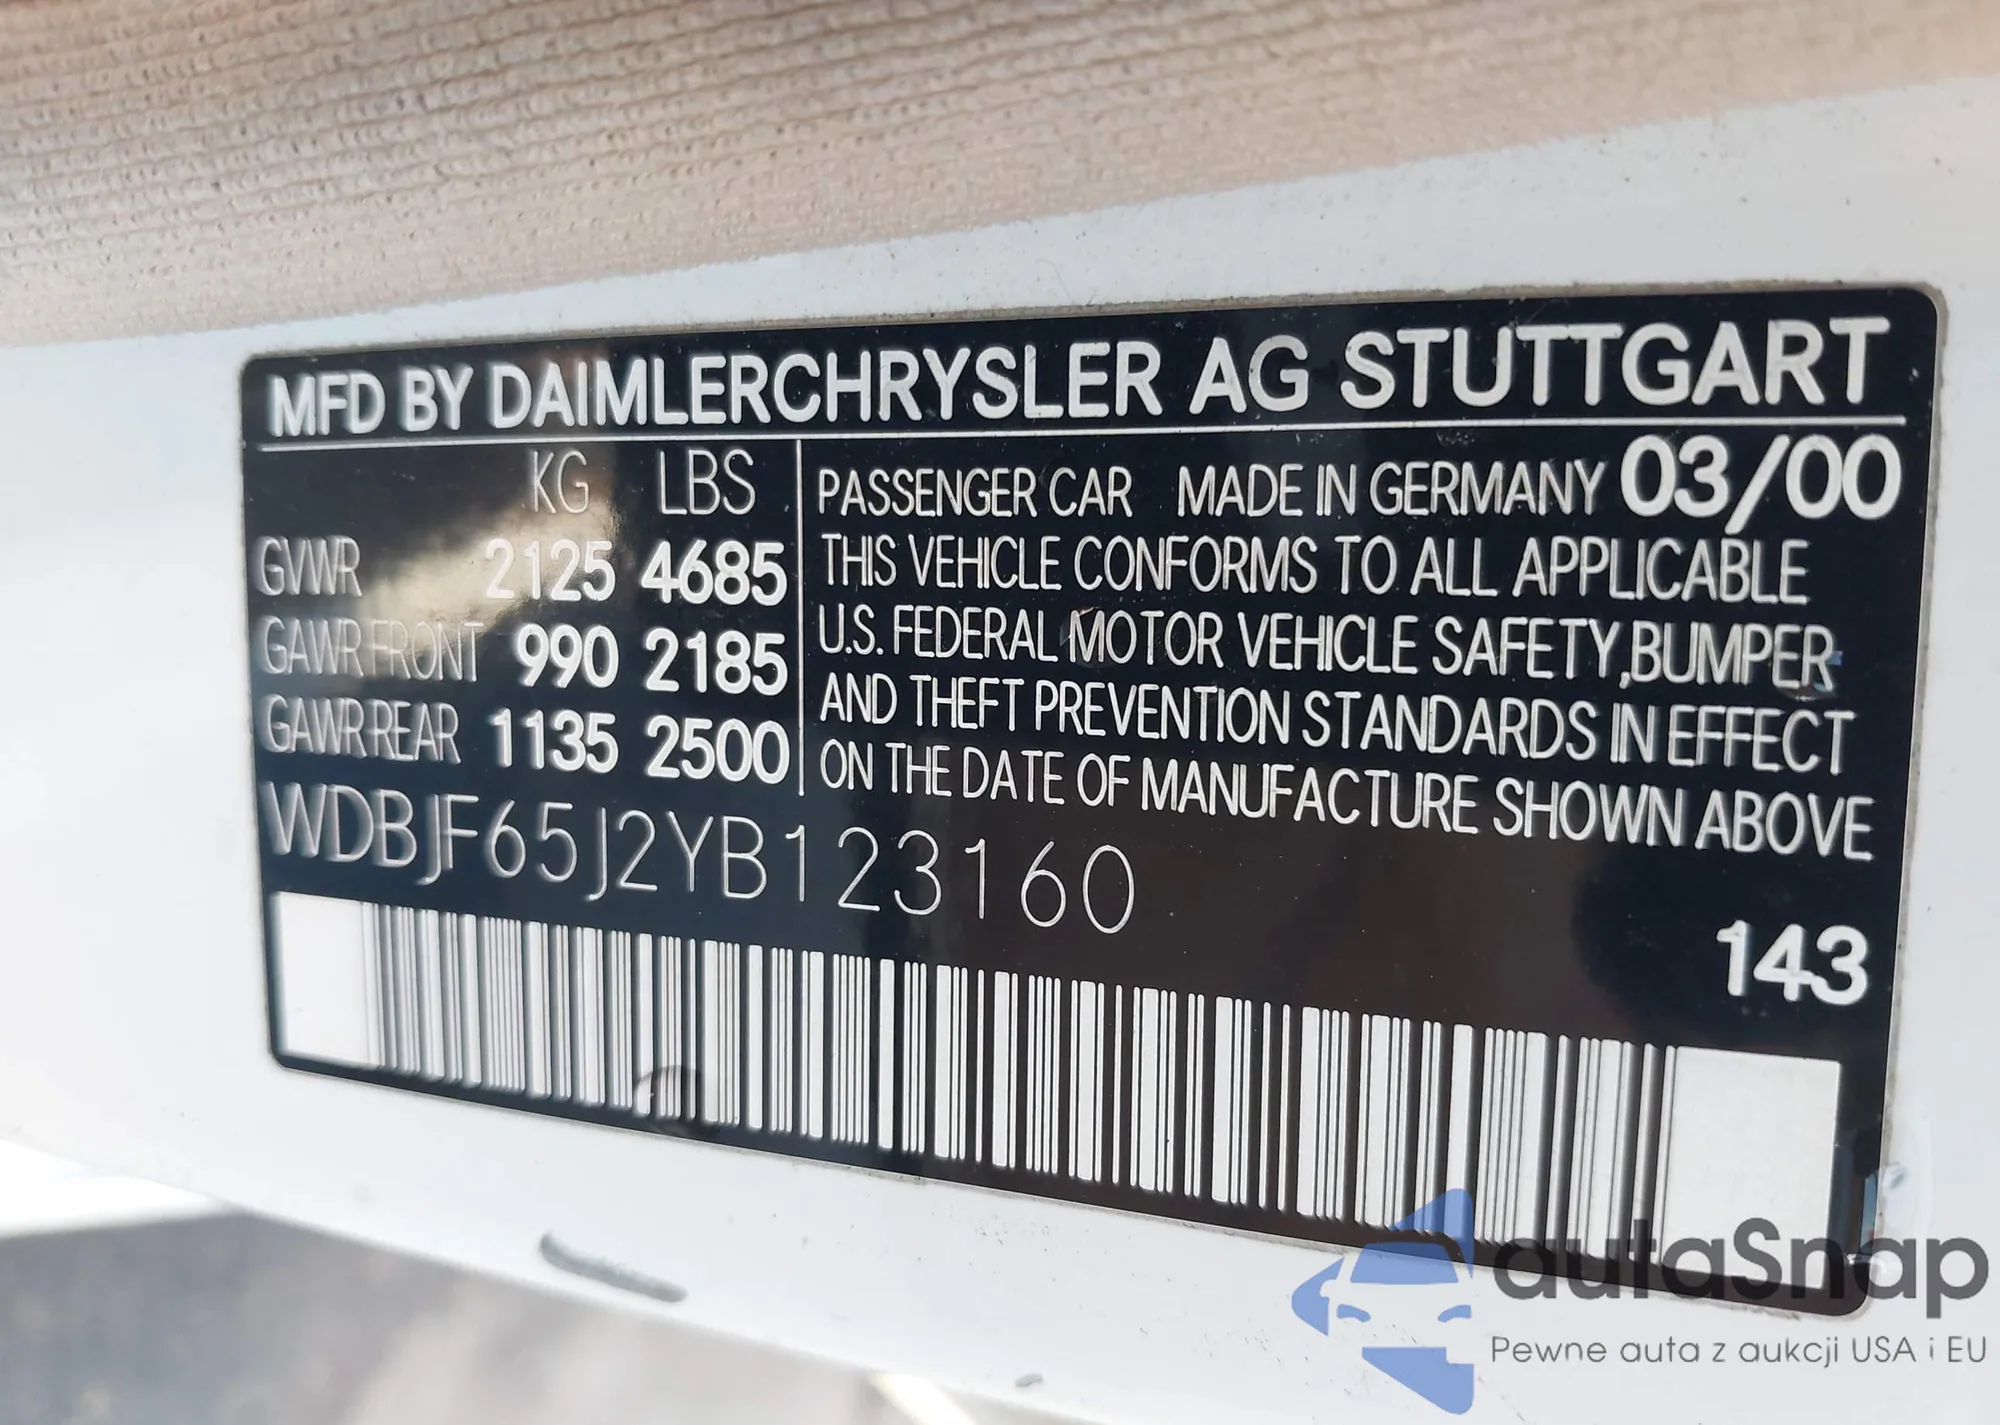 MFD BY DAIMLERCHRYSLER AG STUTTGART
KG LBS
GVWR 2125 4685
GAWR FRONT 990 2185
GAWR REAR 1135 2500
PASSENGER CAR MADE IN GERMANY 03/00
THIS VEHICLE CONFORMS TO ALL APPLICABLE
U.S. FEDERAL MOTOR VEHICLE SAFETY, BUMPER
AND THEFT PREVENTION STANDARDS IN EFFECT
ON THE DATE OF MANUFACTURE SHOWN ABOVE
WDBJF65J2YB123160
143
autaSnap
Pewne auta z aukcji USA i EU